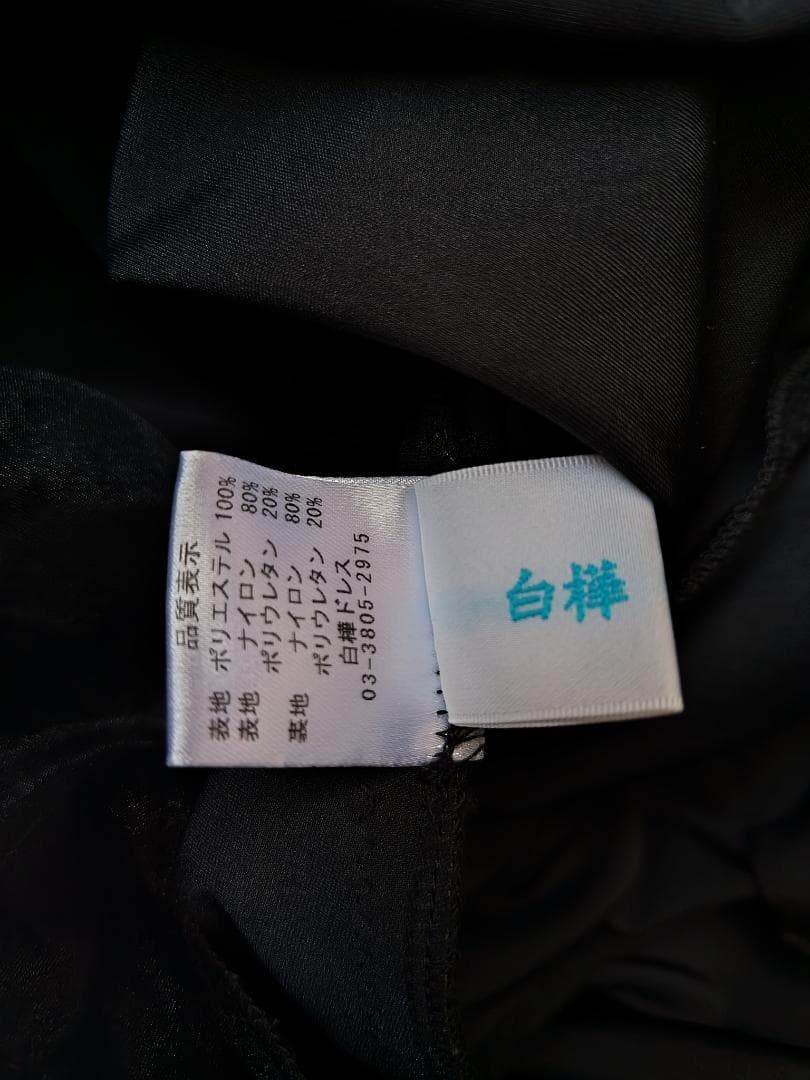 品質表示
表地 ポリエステル 100%
表地 ナイロン 80%
ポリウレタン 20%
裏地 ナイロン 80%
ポリウレタン 20%
白樺ドレス
03-3805-2975
白樺